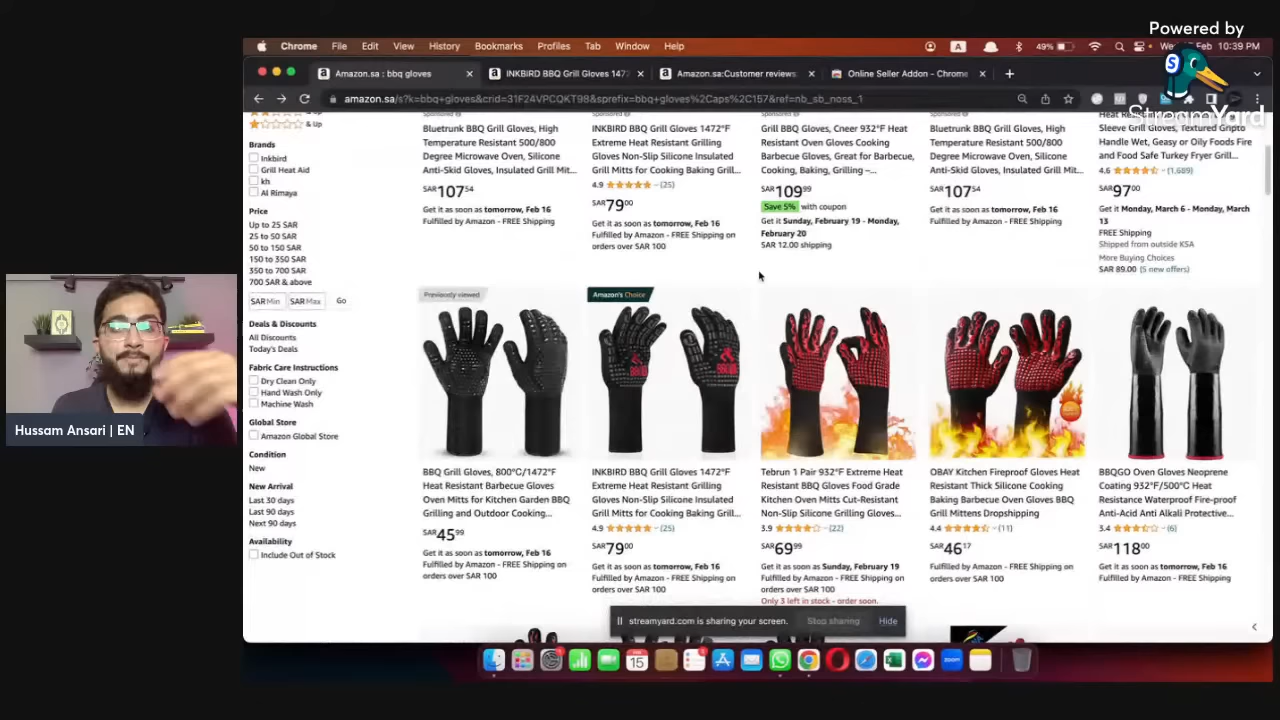 Powered by
StreamYard
Chrome File Edit View History Bookmarks Profiles Tab Window Help
A 49% Feb 10:39 PM
Amazon.sa : bbq gloves
INKBIRD BBQ Grill Gloves 147
Amazon.sa:Customer reviews
Online Seller Addon - Chrome
amazon.sa/s?k=bbq+gloves&crid=31F24VPCQKT98&sprefix=bbq+gloves%2Caps%2C157&ref=nb_sb_noss_1
& Up
& Up
Brands
Inkbird
Grill Heat Aid
kh
Al Rimaya
Price
Up to 25 SAR
25 to 50 SAR
50 to 150 SAR
150 to 350 SAR
350 to 700 SAR
700 SAR & above
SAR Min SAR Max Go
Deals & Discounts
All Discounts
Today's Deals
Fabric Care Instructions
Dry Clean Only
Hand Wash Only
Machine Wash
Global Store
Amazon Global Store
Condition
New
New Arrival
Last 30 days
Last 90 days
Next 90 days
Availability
Include Out of Stock
Sponsored
Bluetrunk BBQ Grill Gloves, High
Temperature Resistant 500/800
Degree Microwave Oven, Silicone
Anti-Skid Gloves, Insulated Grill Mit...
SAR 107 54
Get it as soon as tomorrow, Feb 16
Fulfilled by Amazon - FREE Shipping
Sponsored
INKBIRD BBQ Grill Gloves 1472°F
Extreme Heat Resistant Grilling
Gloves Non-Slip Silicone Insulated
Grill Mitts for Cooking Baking Grill...
4.9 (25)
SAR 79 00
Get it as soon as tomorrow, Feb 16
Fulfilled by Amazon - FREE Shipping on
orders over SAR 100
Sponsored
Grill BBQ Gloves, Cneer 932°F Heat
Resistant Oven Gloves Cooking
Barbecue Gloves, Great for Barbecue,
Cooking, Baking, Grilling –...
SAR 109 99
Save 5% with coupon
Get it Sunday, February 19 - Monday,
February 20
SAR 12.00 shipping
Sponsored
Bluetrunk BBQ Grill Gloves, High
Temperature Resistant 500/800
Degree Microwave Oven, Silicone
Anti-Skid Gloves, Insulated Grill Mit...
SAR 107 54
Get it as soon as tomorrow, Feb 16
Fulfilled by Amazon - FREE Shipping
Sleeve Grill Gloves, Textured Gripto
Handle Wet, Greasy or Oily Foods Fire
and Food Safe Turkey Fryer Grill...
4.6 (1,689)
SAR 97 00
Get it Monday, March 6 - Monday, March
13
FREE Shipping
Shipped from outside KSA
More Buying Choices
SAR 89.00 (5 new offers)
Previously viewed
BBQ Grill Gloves, 800℃/1472°F
Heat Resistant Barbecue Gloves
Oven Mitts for Kitchen Garden BBQ
Grilling and Outdoor Cooking...
SAR 45 99
Get it as soon as tomorrow, Feb 16
Fulfilled by Amazon - FREE Shipping on
orders over SAR 100
Amazon's Choice
INKBIRD BBQ Grill Gloves 1472°F
Extreme Heat Resistant Grilling
Gloves Non-Slip Silicone Insulated
Grill Mitts for Cooking Baking Grill...
4.9 (25)
SAR 79 00
Get it as soon as tomorrow, Feb 16
Fulfilled by Amazon - FREE Shipping on
orders over SAR 100
Tebrun 1 Pair 932°F Extreme Heat
Resistant BBQ Gloves Food Grade
Kitchen Oven Mitts Cut-Resistant
Non-Slip Silicone Grilling Gloves...
3.9 (22)
SAR 69 99
Get it as soon as Sunday, February 19
Fulfilled by Amazon - FREE Shipping on
orders over SAR 100
Only 3 left in stock - order soon.
OBAY Kitchen Fireproof Gloves Heat
Resistant Thick Silicone Cooking
Baking Barbecue Oven Gloves BBQ
Grill Mittens Dropshipping
4.4 (11)
SAR 46 17
Fulfilled by Amazon - FREE Shipping on
orders over SAR 100
BBQGO Oven Gloves Neoprene
Coating 932°F/500℃ Heat
Resistance Waterproof Fire-proof
Anti-Acid Anti Alkali Protective...
3.4 (6)
SAR 118 00
Get it as soon as tomorrow, Feb 16
Fulfilled by Amazon - FREE Shipping
streamyard.com is sharing your screen. Stop sharing Hide
Hussam Ansari | EN
FEB
15
zoom